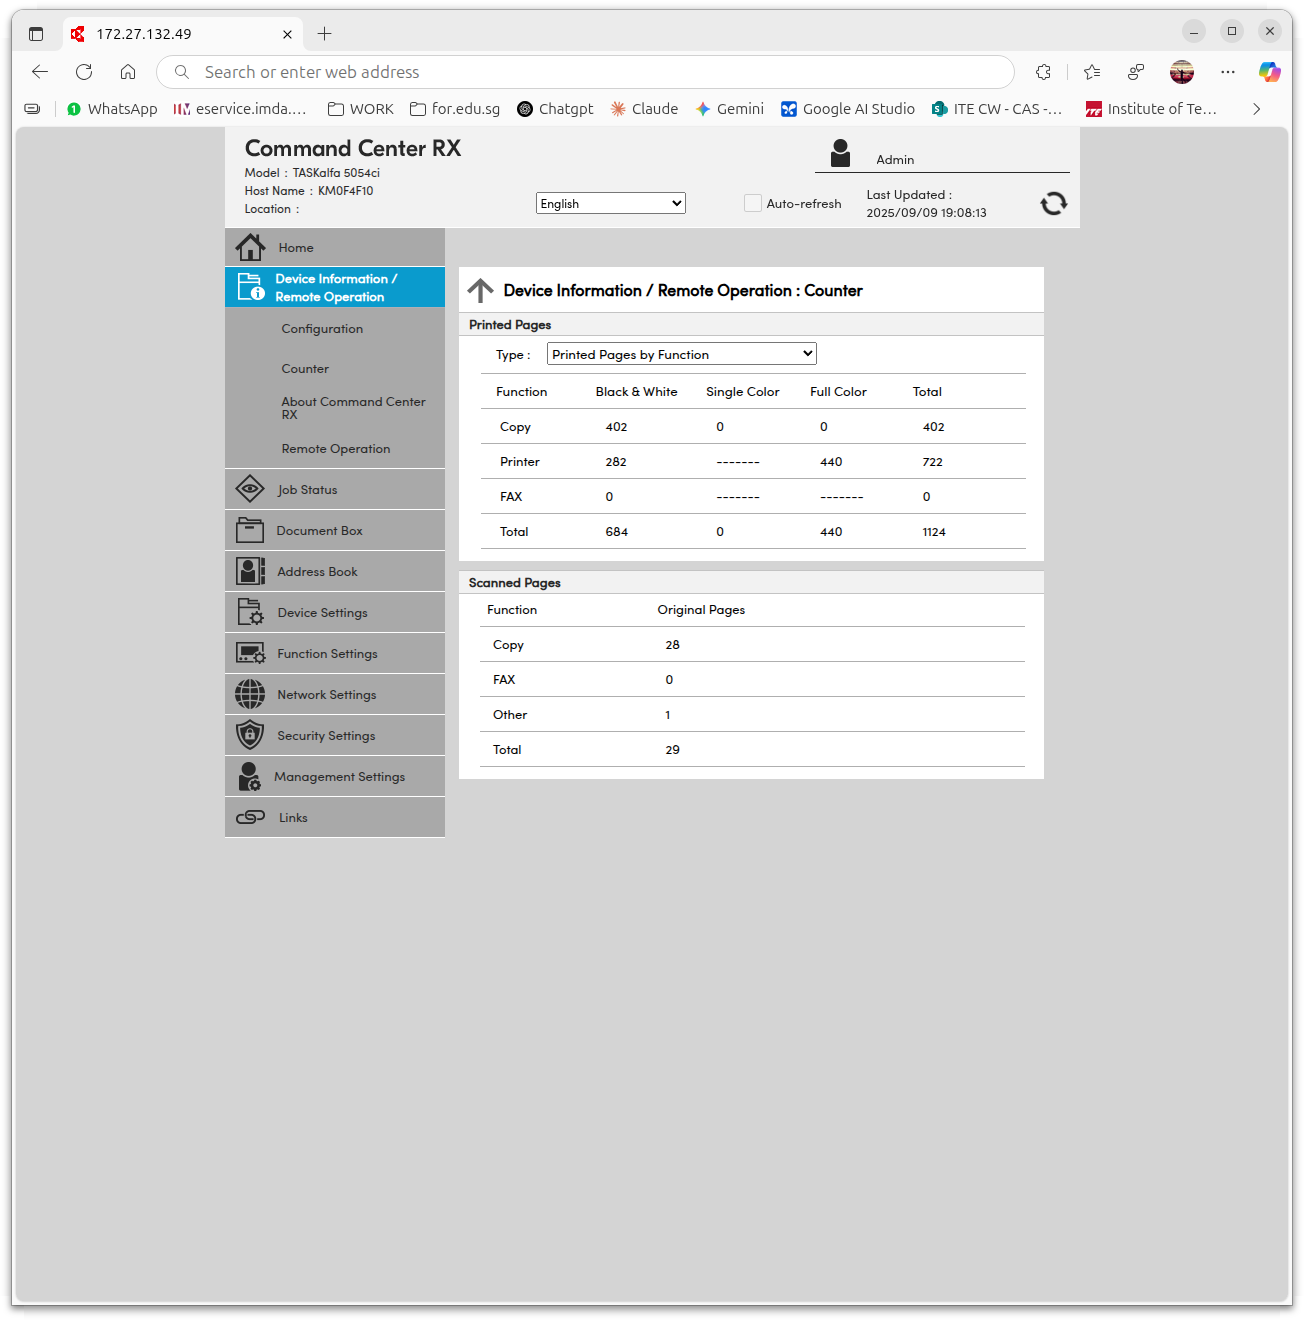 172.27.132.49
Search or enter web address
WhatsApp
eservice.imda....
WORK
for.edu.sg
Chatgpt
Claude
Gemini
Google AI Studio
ITE CW - CAS -...
Institute of Te...
Command Center RX
Model : TASKalfa 5054ci
Host Name : KM0F4F10
Location :
English
Auto-refresh
Admin
Last Updated :
2025/09/09 19:08:13
Home
Device Information /
Remote Operation
Configuration
Counter
About Command Center
RX
Remote Operation
Job Status
Document Box
Address Book
Device Settings
Function Settings
Network Settings
Security Settings
Management Settings
Links
Device Information / Remote Operation : Counter
Printed Pages
Type : Printed Pages by Function
Function Black & White Single Color Full Color Total
Copy 402 0 0 402
Printer 282 ------- 440 722
FAX 0 ------- ------- 0
Total 684 0 440 1124
Scanned Pages
Function Original Pages
Copy 28
FAX 0
Other 1
Total 29